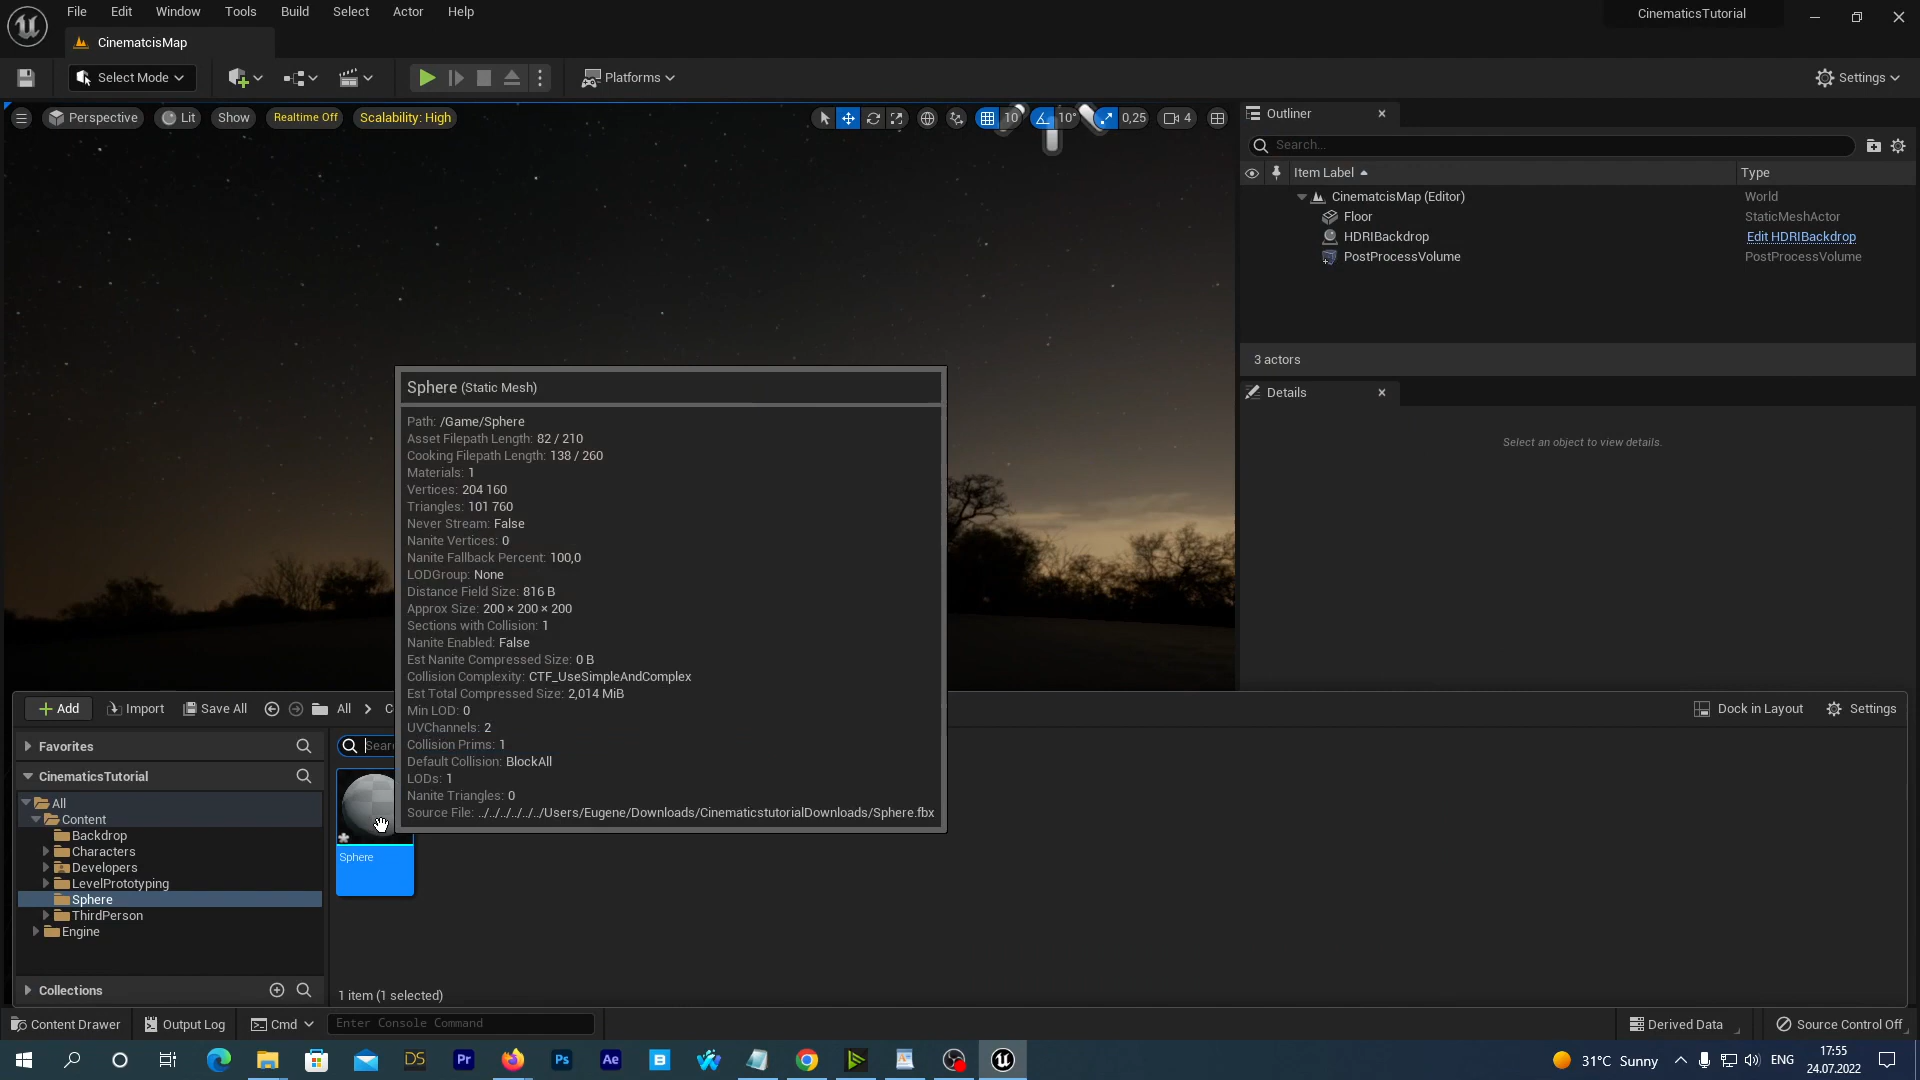 File Edit Window Tools Build Select Actor Help
CinematicsTutorial
CinematcisMap
Select Mode
Platforms
Settings
Perspective
Lit
Show
Realtime Off
Scalability: High
10
10°
0,25
4
Outliner
Search...
Item Label
Type
CinematcisMap (Editor)
World
Floor
StaticMeshActor
HDRIBackdrop
Edit HDRIBackdrop
PostProcessVolume
PostProcessVolume
3 actors
Details
Select an object to view details.
Sphere (Static Mesh)
Path: /Game/Sphere
Asset Filepath Length: 82 / 210
Cooking Filepath Length: 138 / 260
Materials: 1
Vertices: 204 160
Triangles: 101 760
Never Stream: False
Nanite Vertices: 0
Nanite Fallback Percent: 100,0
LODGroup: None
Distance Field Size: 816 B
Approx Size: 200 × 200 × 200
Sections with Collision: 1
Nanite Enabled: False
Est Nanite Compressed Size: 0 B
Collision Complexity: CTF_UseSimpleAndComplex
Est Total Compressed Size: 2,014 MiB
Min LOD: 0
UVChannels: 2
Collision Prims: 1
Default Collision: BlockAll
LODs: 1
Nanite Triangles: 0
Source File: ../../../../../../Users/Eugene/Downloads/CinematicstutorialDownloads/Sphere.fbx
Add
Import
Save All
All
Dock in Layout
Settings
Favorites
CinematicsTutorial
All
Content
Backdrop
Characters
Developers
LevelPrototyping
Sphere
ThirdPerson
Engine
Collections
Sphere
1 item (1 selected)
Content Drawer
Output Log
Cmd
Enter Console Command
Derived Data
Source Control Off
DS
Pr
Ps
Ae
31°C Sunny
ENG
17:55
24.07.2022